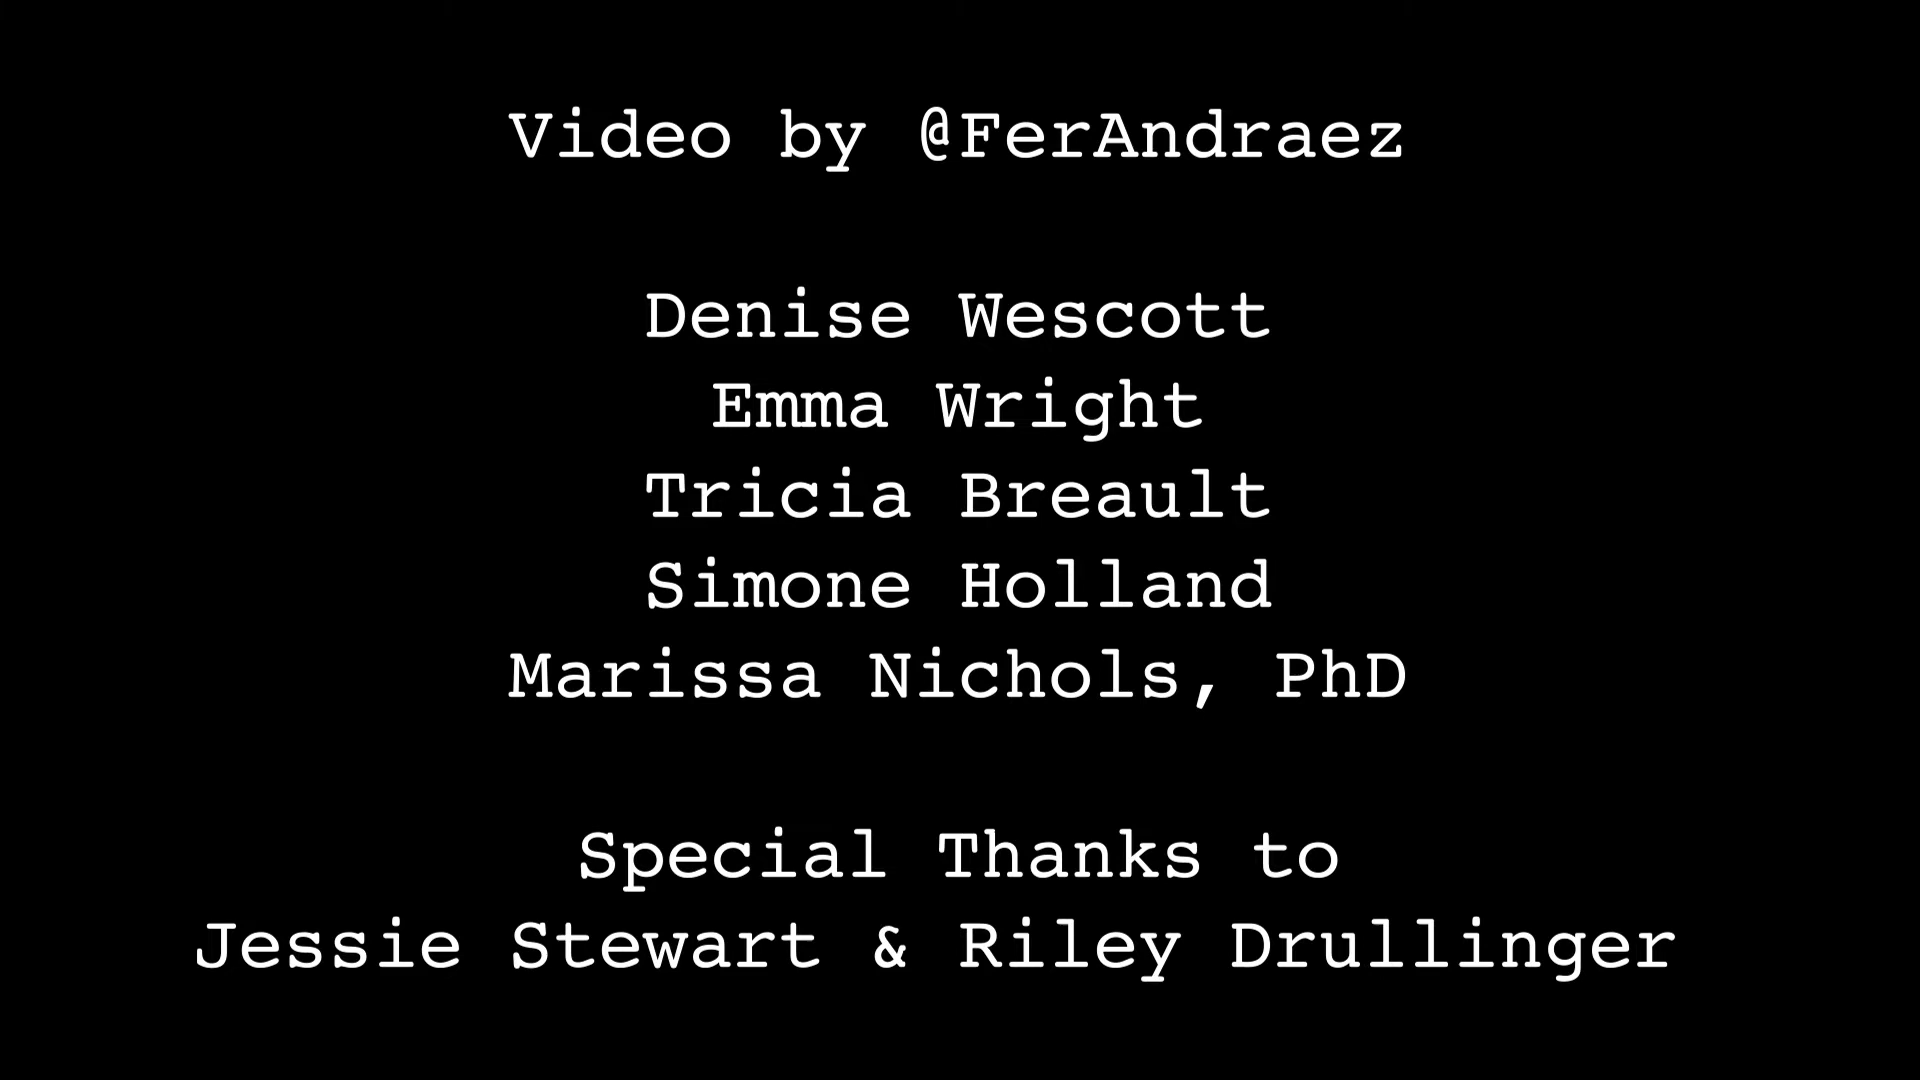 Video by @FerAndraez
Denise Wescott
Emma Wright
Tricia Breault
Simone Holland
Marissa Nichols, PhD
Special Thanks to
Jessie Stewart & Riley Drullinger